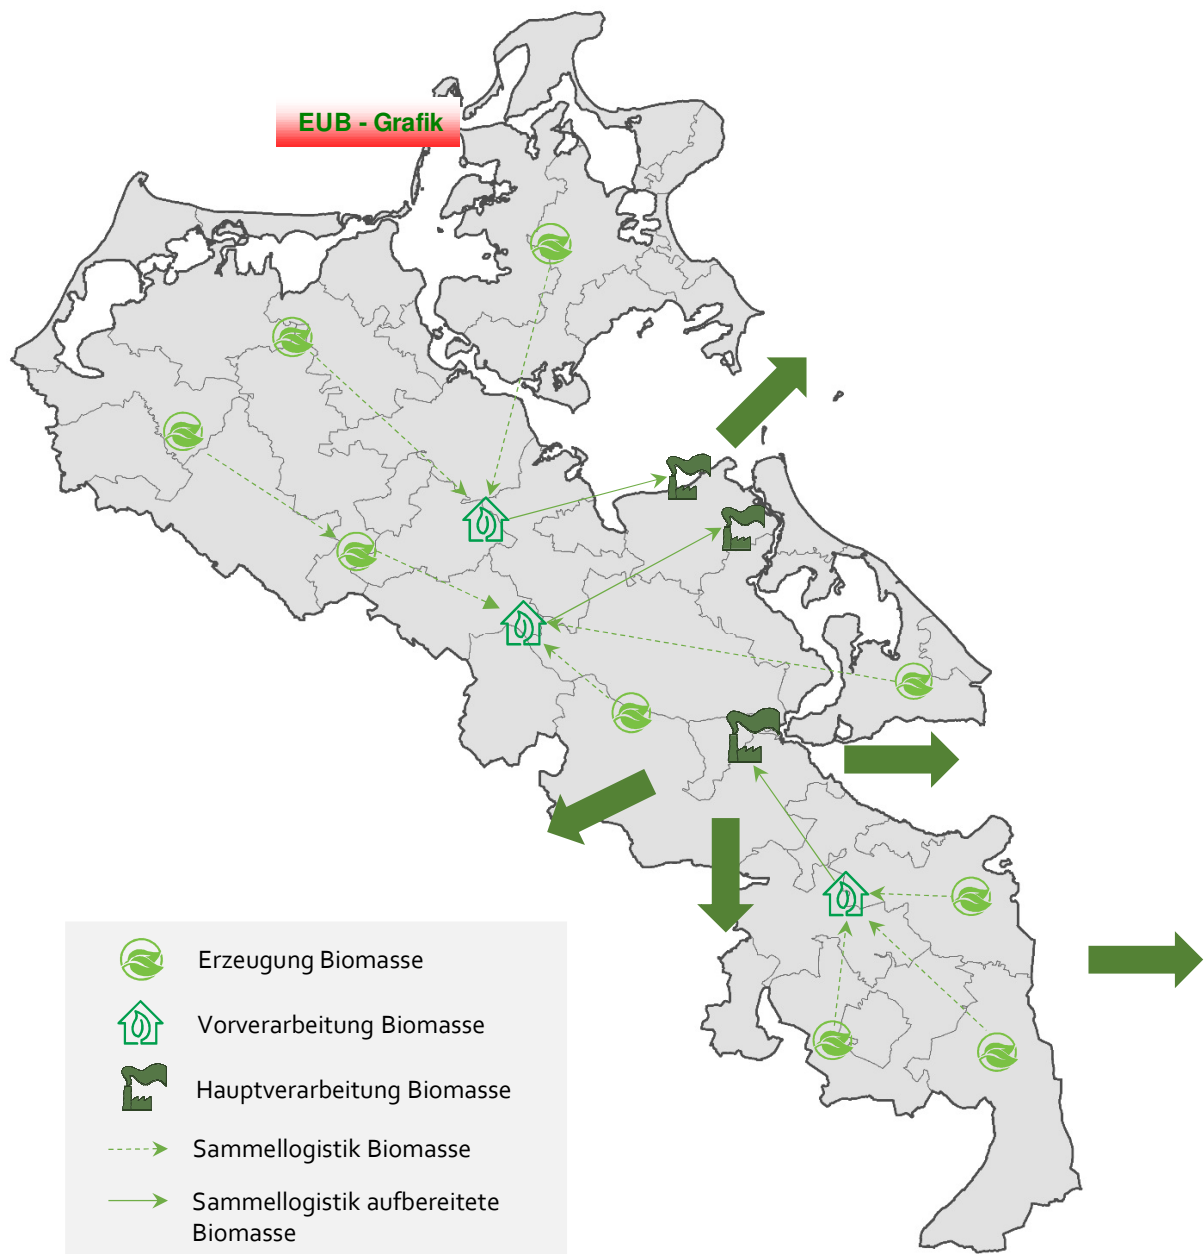 EUB - Grafik
Erzeugung Biomasse
Vorverarbeitung Biomasse
Hauptverarbeitung Biomasse
Sammellogistik Biomasse
Sammellogistik aufbereitete
Biomasse